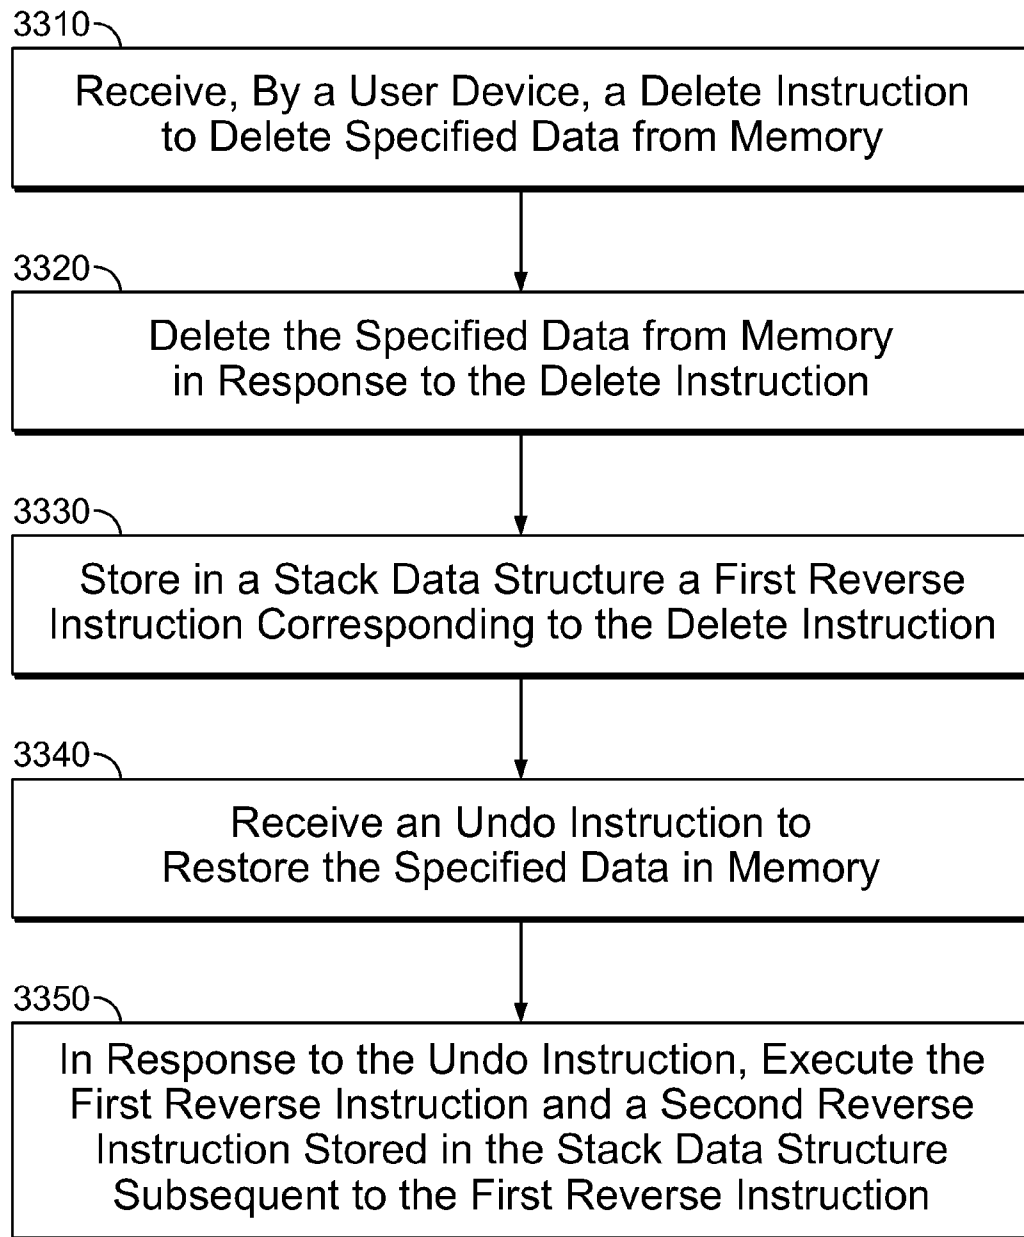 3310
Receive, By a User Device, a Delete Instruction
to Delete Specified Data from Memory
3320
Delete the Specified Data from Memory
in Response to the Delete Instruction
3330
Store in a Stack Data Structure a First Reverse
Instruction Corresponding to the Delete Instruction
3340
Receive an Undo Instruction to
Restore the Specified Data in Memory
3350
In Response to the Undo Instruction, Execute the
First Reverse Instruction and a Second Reverse
Instruction Stored in the Stack Data Structure
Subsequent to the First Reverse Instruction